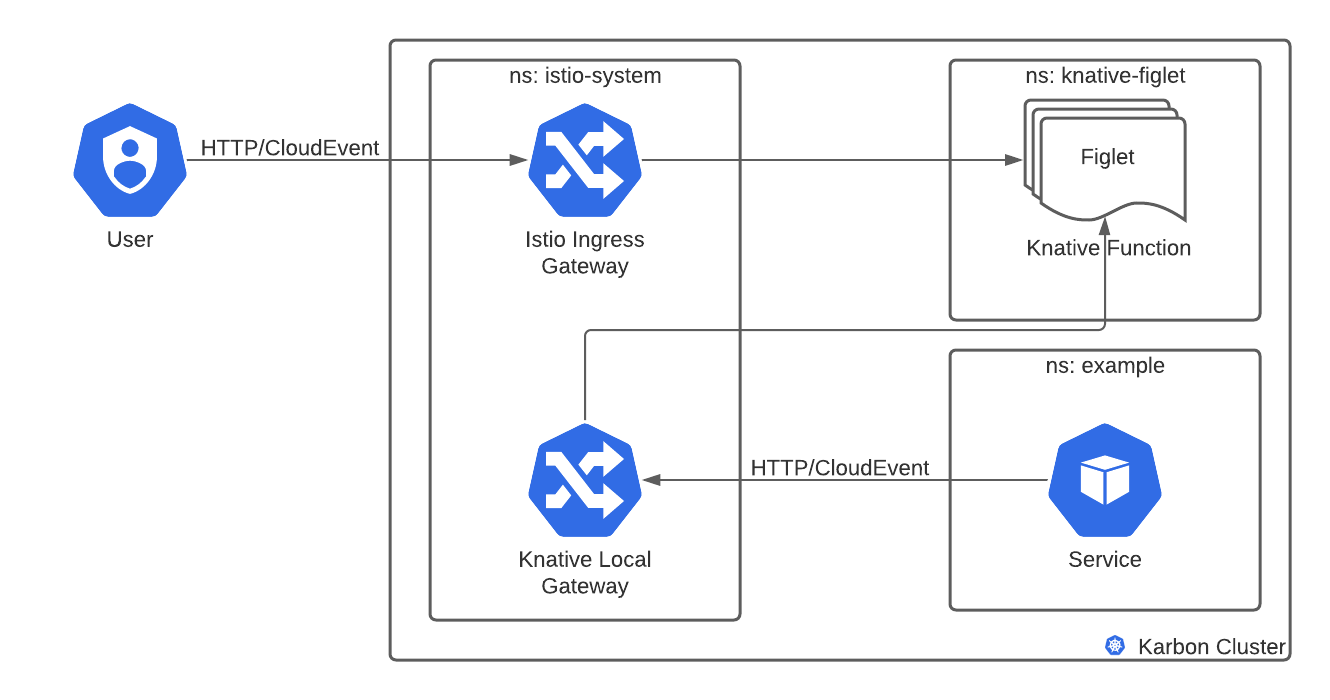 ns: istio-system
ns: knative-figlet
HTTP/CloudEvent
Figlet
User
Istio Ingress
Gateway
Knative Function
ns: example
HTTP/CloudEvent
Knative Local
Gateway
Service
Karbon Cluster